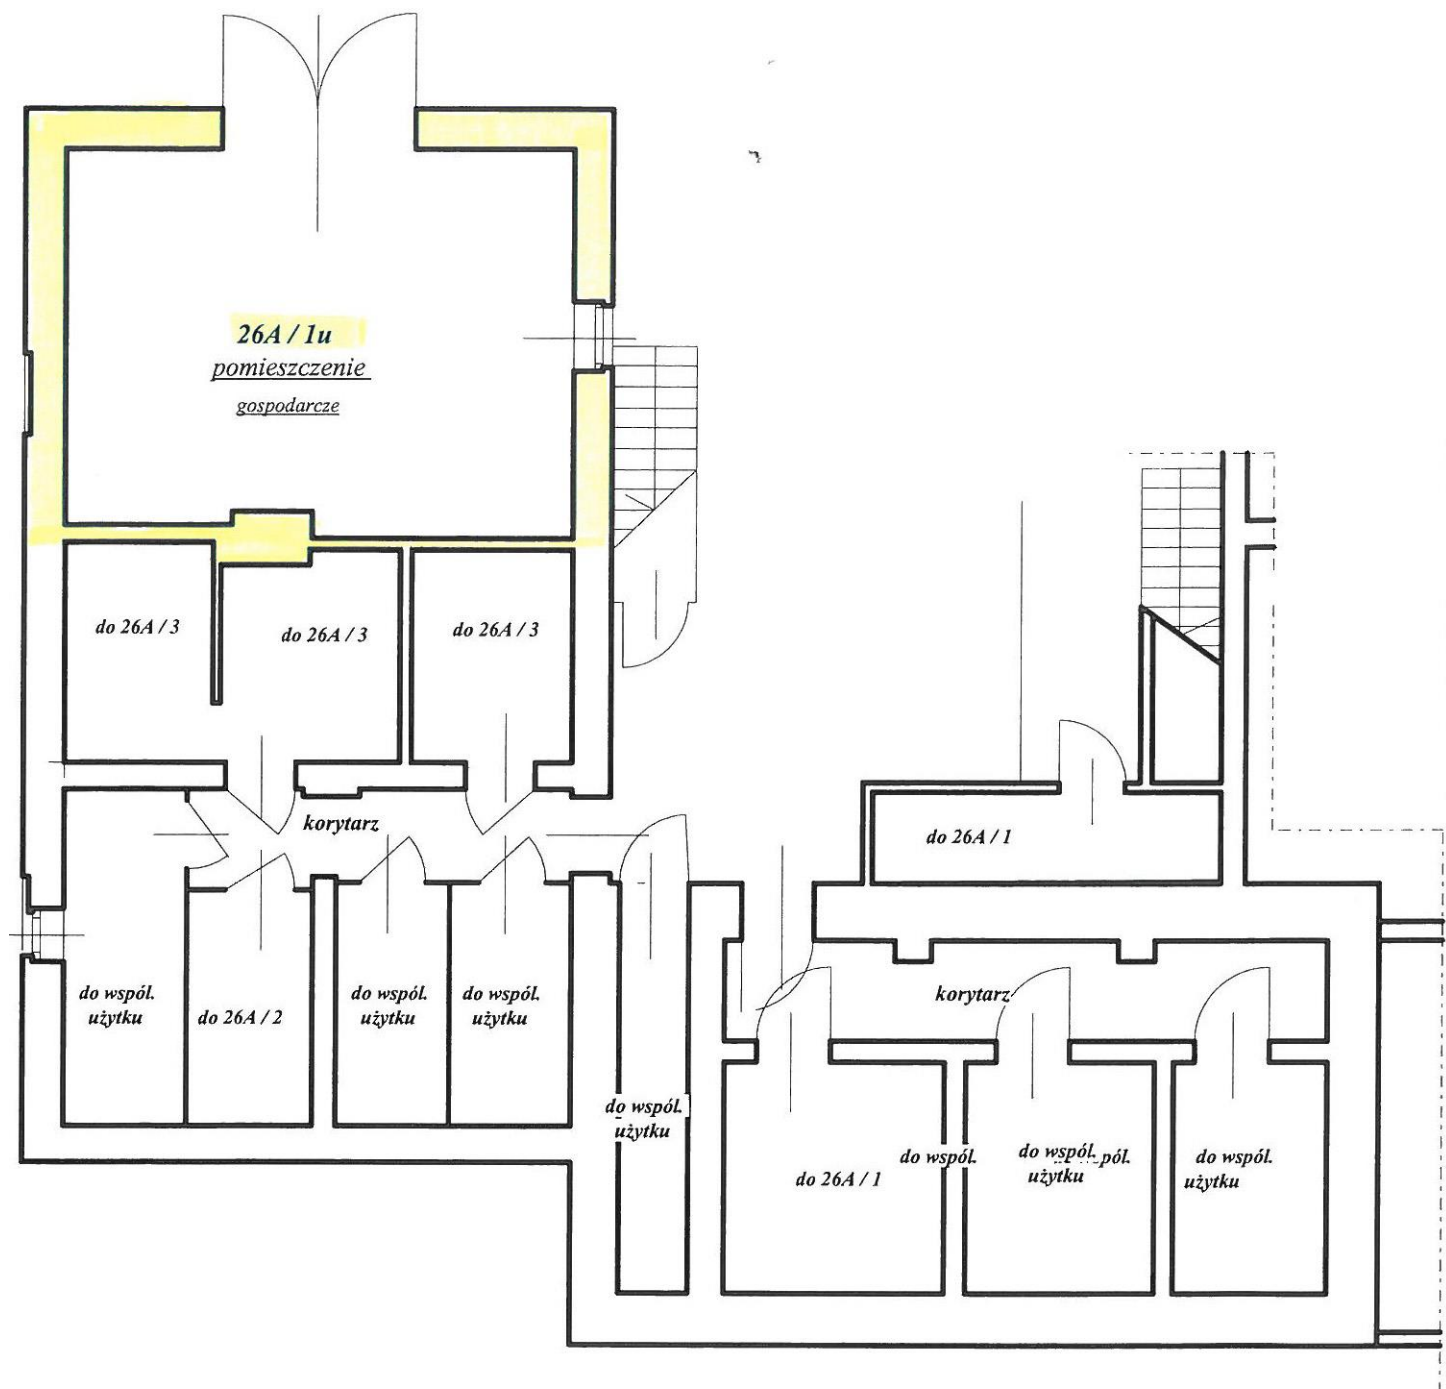 26A / 1u
pomieszczenie
gospodarcze
do 26A / 3
do 26A / 3
do 26A / 3
korytarz
do 26A / 1
do wspól.
użytku
do 26A / 2
do wspól.
użytku
do wspól.
użytku
korytarz
do wspól.
użytku
do 26A / 1
do wspól.
do wspól.
użytku
pól.
do wspól.
użytku